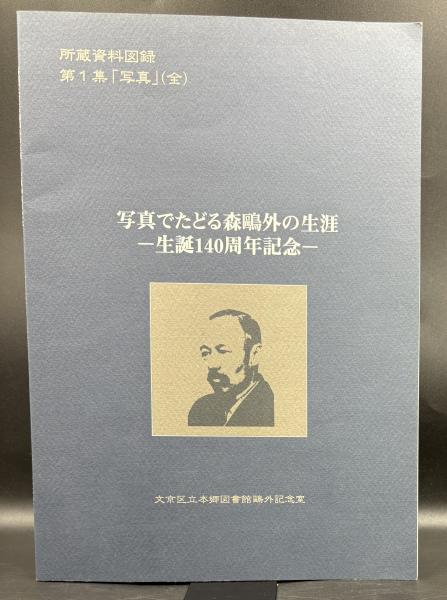 所蔵資料図録
第1集「写真」(全)
写真でたどる森鷗外の生涯
―生誕140周年記念―
文京区立本郷図書館鷗外記念室